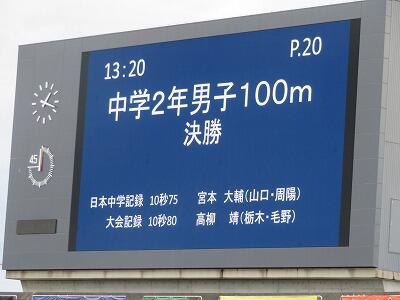 13:20 P.20
中学2年男子100m
決勝
日本中学記録 10秒75 宮本 大輔(山口・周陽)
大会記録 10秒80 高柳 靖(栃木・毛野)
45